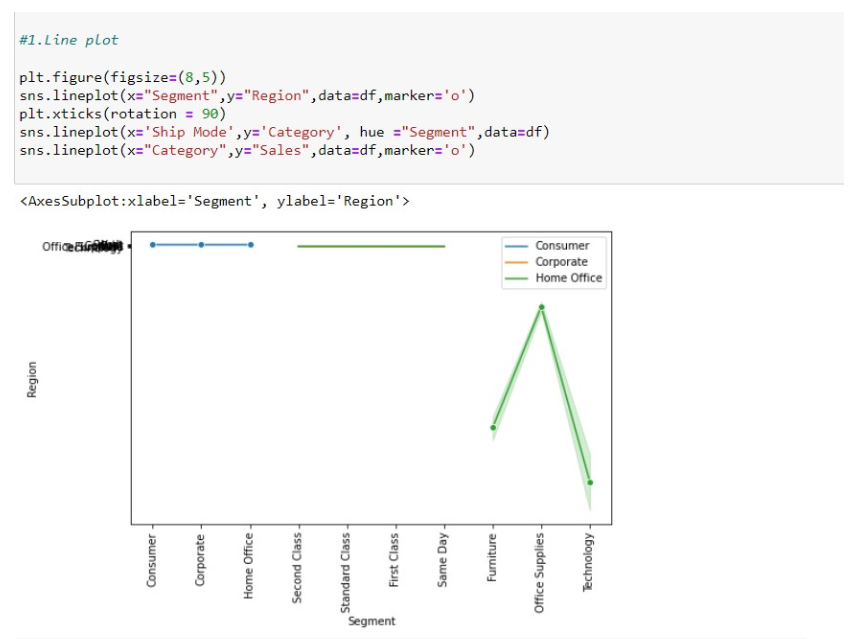 #1.Line plot
plt.figure(figsize=(8,5))
sns.lineplot(x="Segment",y="Region",data=df,marker='o')
plt.xticks(rotation = 90)
sns.lineplot(x='Ship Mode',y='Category', hue ="Segment",data=df)
sns.lineplot(x="Category",y="Sales",data=df,marker='o')
<AxesSubplot:xlabel='Segment', ylabel='Region'>
Consumer
Corporate
Home Office
Region
Consumer
Corporate
Home Office
Second Class
Standard Class
First Class
Same Day
Furniture
Office Supplies
Technology
Segment